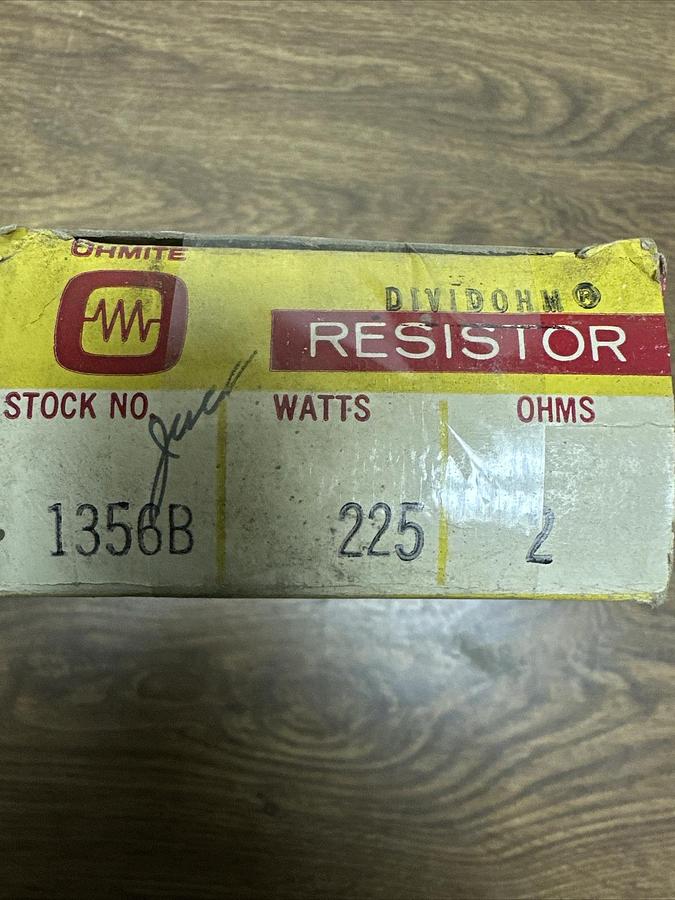 OHMITE
DIVIDOHM®
RESISTOR
STOCK NO. WATTS OHMS
1356B 225 2